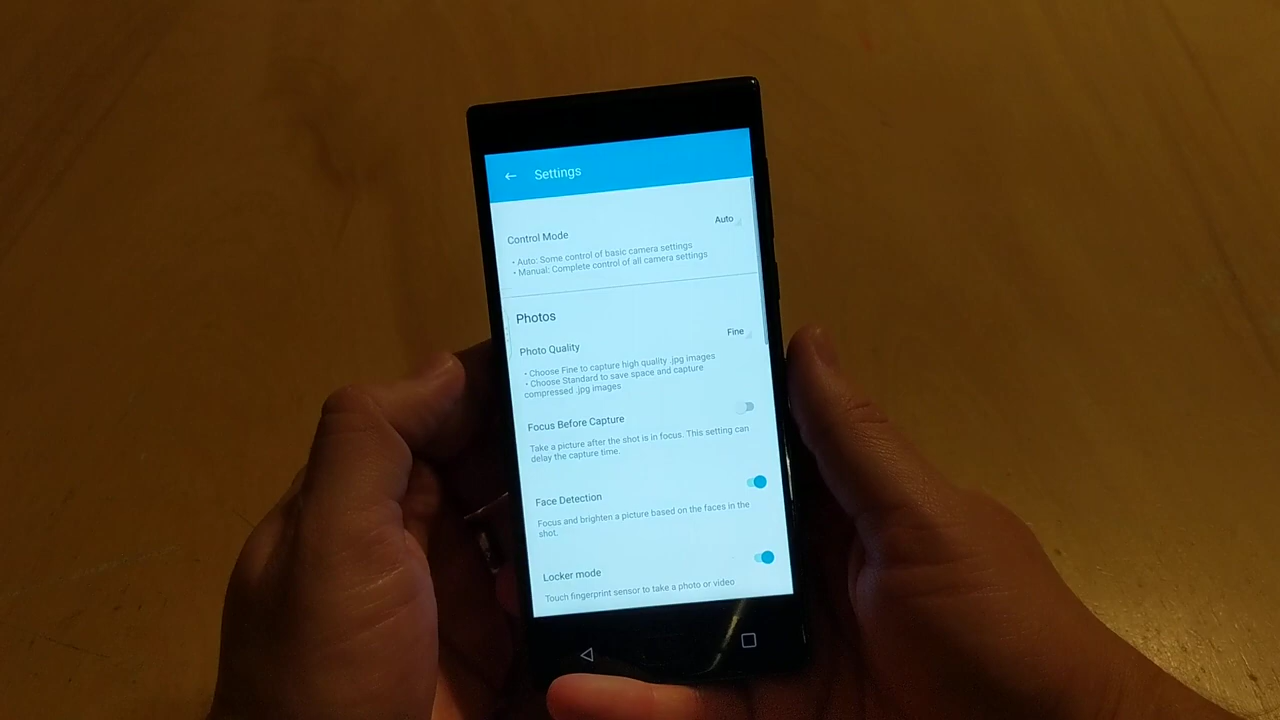 Settings
Control Mode
Auto
• Auto: Some control of basic camera settings
• Manual: Complete control of all camera settings
Photos
Photo Quality
Fine
• Choose Fine to capture high quality .jpg images
• Choose Standard to save space and capture
compressed .jpg images
Focus Before Capture
Take a picture after the shot is in focus. This setting can
delay the capture time.
Face Detection
Focus and brighten a picture based on the faces in the
shot.
Locker mode
Touch fingerprint sensor to take a photo or video